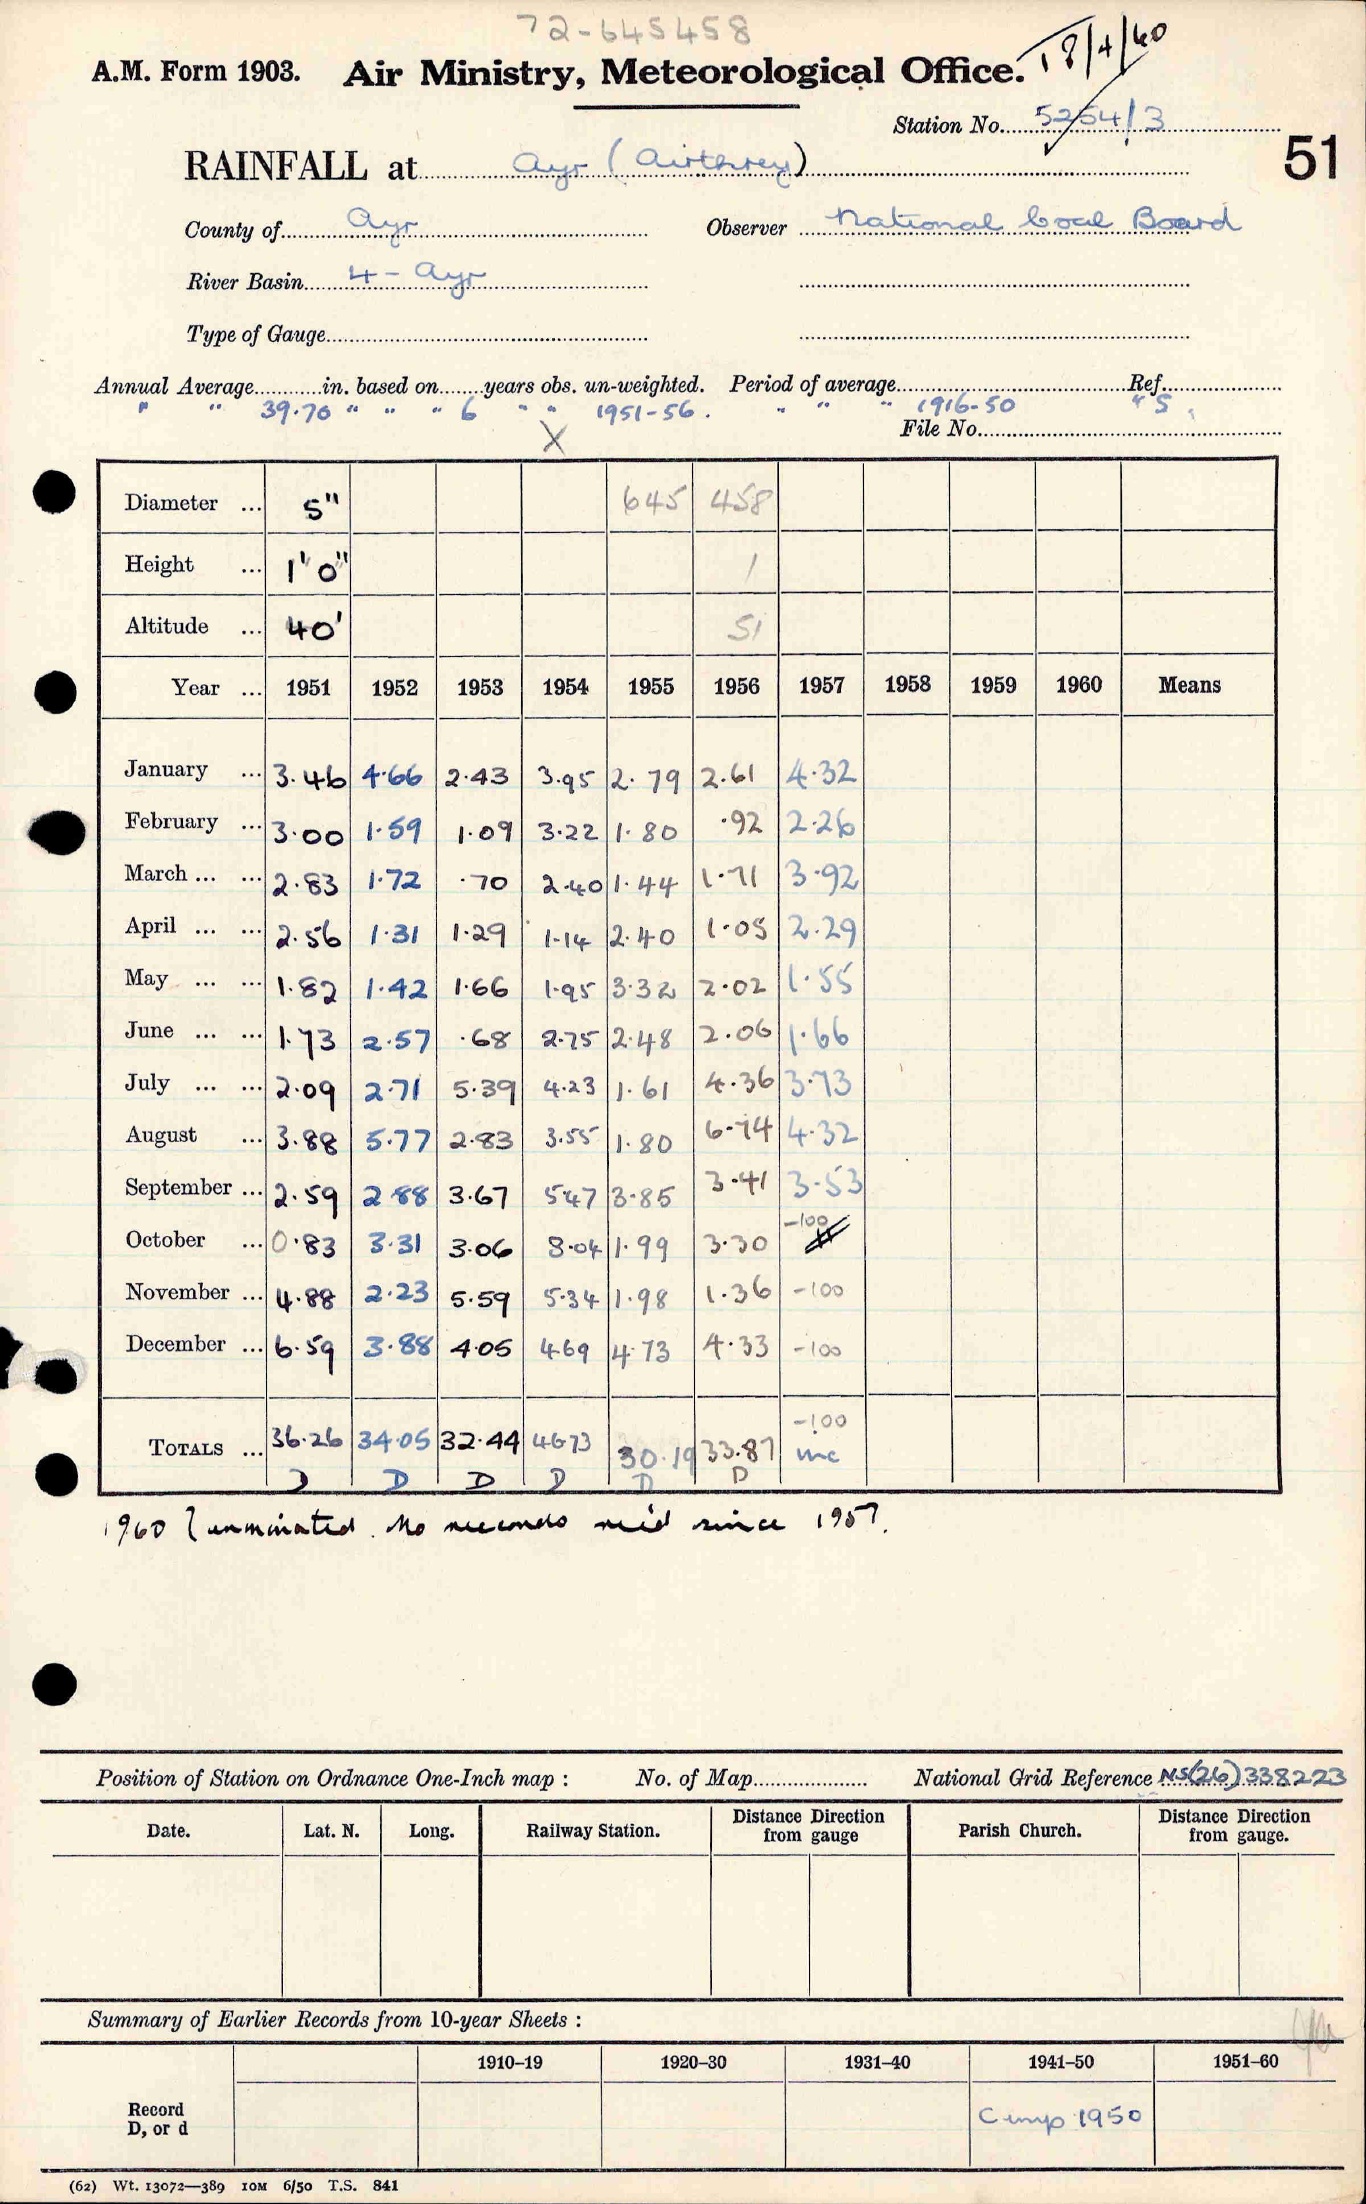 72-645458
A.M. Form 1903. Air Ministry, Meteorological Office. 18/4/60
Station No. 5254/3
51
RAINFALL at Ayr (Airthrey)
County of Ayr Observer National Coal Board
River Basin 4 - Ayr
Type of Gauge
Annual Average in. based on years obs. un-weighted. Period of average Ref.
" " 39.70 " " " 6 " " 1951-56. " " " 1916-50 " S.
X File No.
Diameter ... 5" 645 458
Height ... 1' 0" 1
Altitude ... 40' 51
Year ... 1951 1952 1953 1954 1955 1956 1957 1958 1959 1960 Means
January ... 3.46 4.66 2.43 3.95 2.79 2.61 4.32
February ... 3.00 1.59 1.09 3.22 1.80 .92 2.26
March ... ... 2.83 1.72 .70 2.40 1.44 1.71 3.92
April ... ... 2.56 1.31 1.29 1.14 2.40 1.05 2.29
May ... ... 1.82 1.42 1.66 1.95 3.32 2.02 1.55
June ... ... 1.73 2.57 .68 2.75 2.48 2.06 1.66
July ... ... 2.09 2.71 5.39 4.23 1.61 4.36 3.73
August ... 3.88 5.77 2.83 3.55 1.80 6.74 4.32
September ... 2.59 2.88 3.67 5.47 3.85 3.41 3.53
October ... 0.83 3.31 3.06 8.04 1.99 3.30 -100
November ... 4.88 2.23 5.59 5.34 1.98 1.36 -100
December ... 6.59 3.88 4.05 4.69 4.73 4.33 -100
-100
TOTALS ... 36.26 34.05 32.44 46.73 30.19 33.87 inc
D D D D D D
1960 Terminated. No records rec'd since 1957.
Position of Station on Ordnance One-Inch map : No. of Map National Grid Reference NS(26)338223
Date. Lat. N. Long. Railway Station. Distance from gauge Direction Parish Church. Distance from gauge. Direction
Summary of Earlier Records from 10-year Sheets :
1910-19 1920-30 1931-40 1941-50 1951-60
Record D, or d 1950
(62) Wt. 13072—389 10M 6/50 T.S. 841